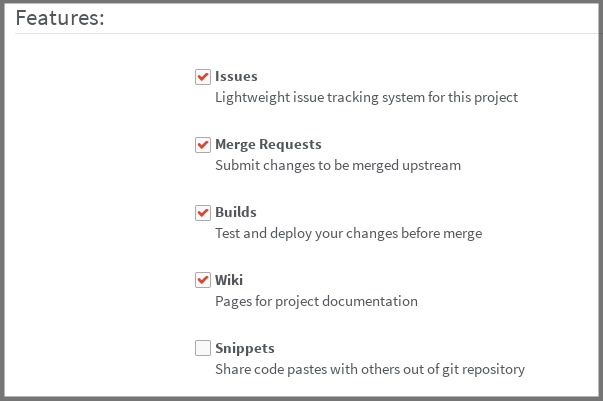 Features:
Issues
Lightweight issue tracking system for this project
Merge Requests
Submit changes to be merged upstream
Builds
Test and deploy your changes before merge
Wiki
Pages for project documentation
Snippets
Share code pastes with others out of git repository